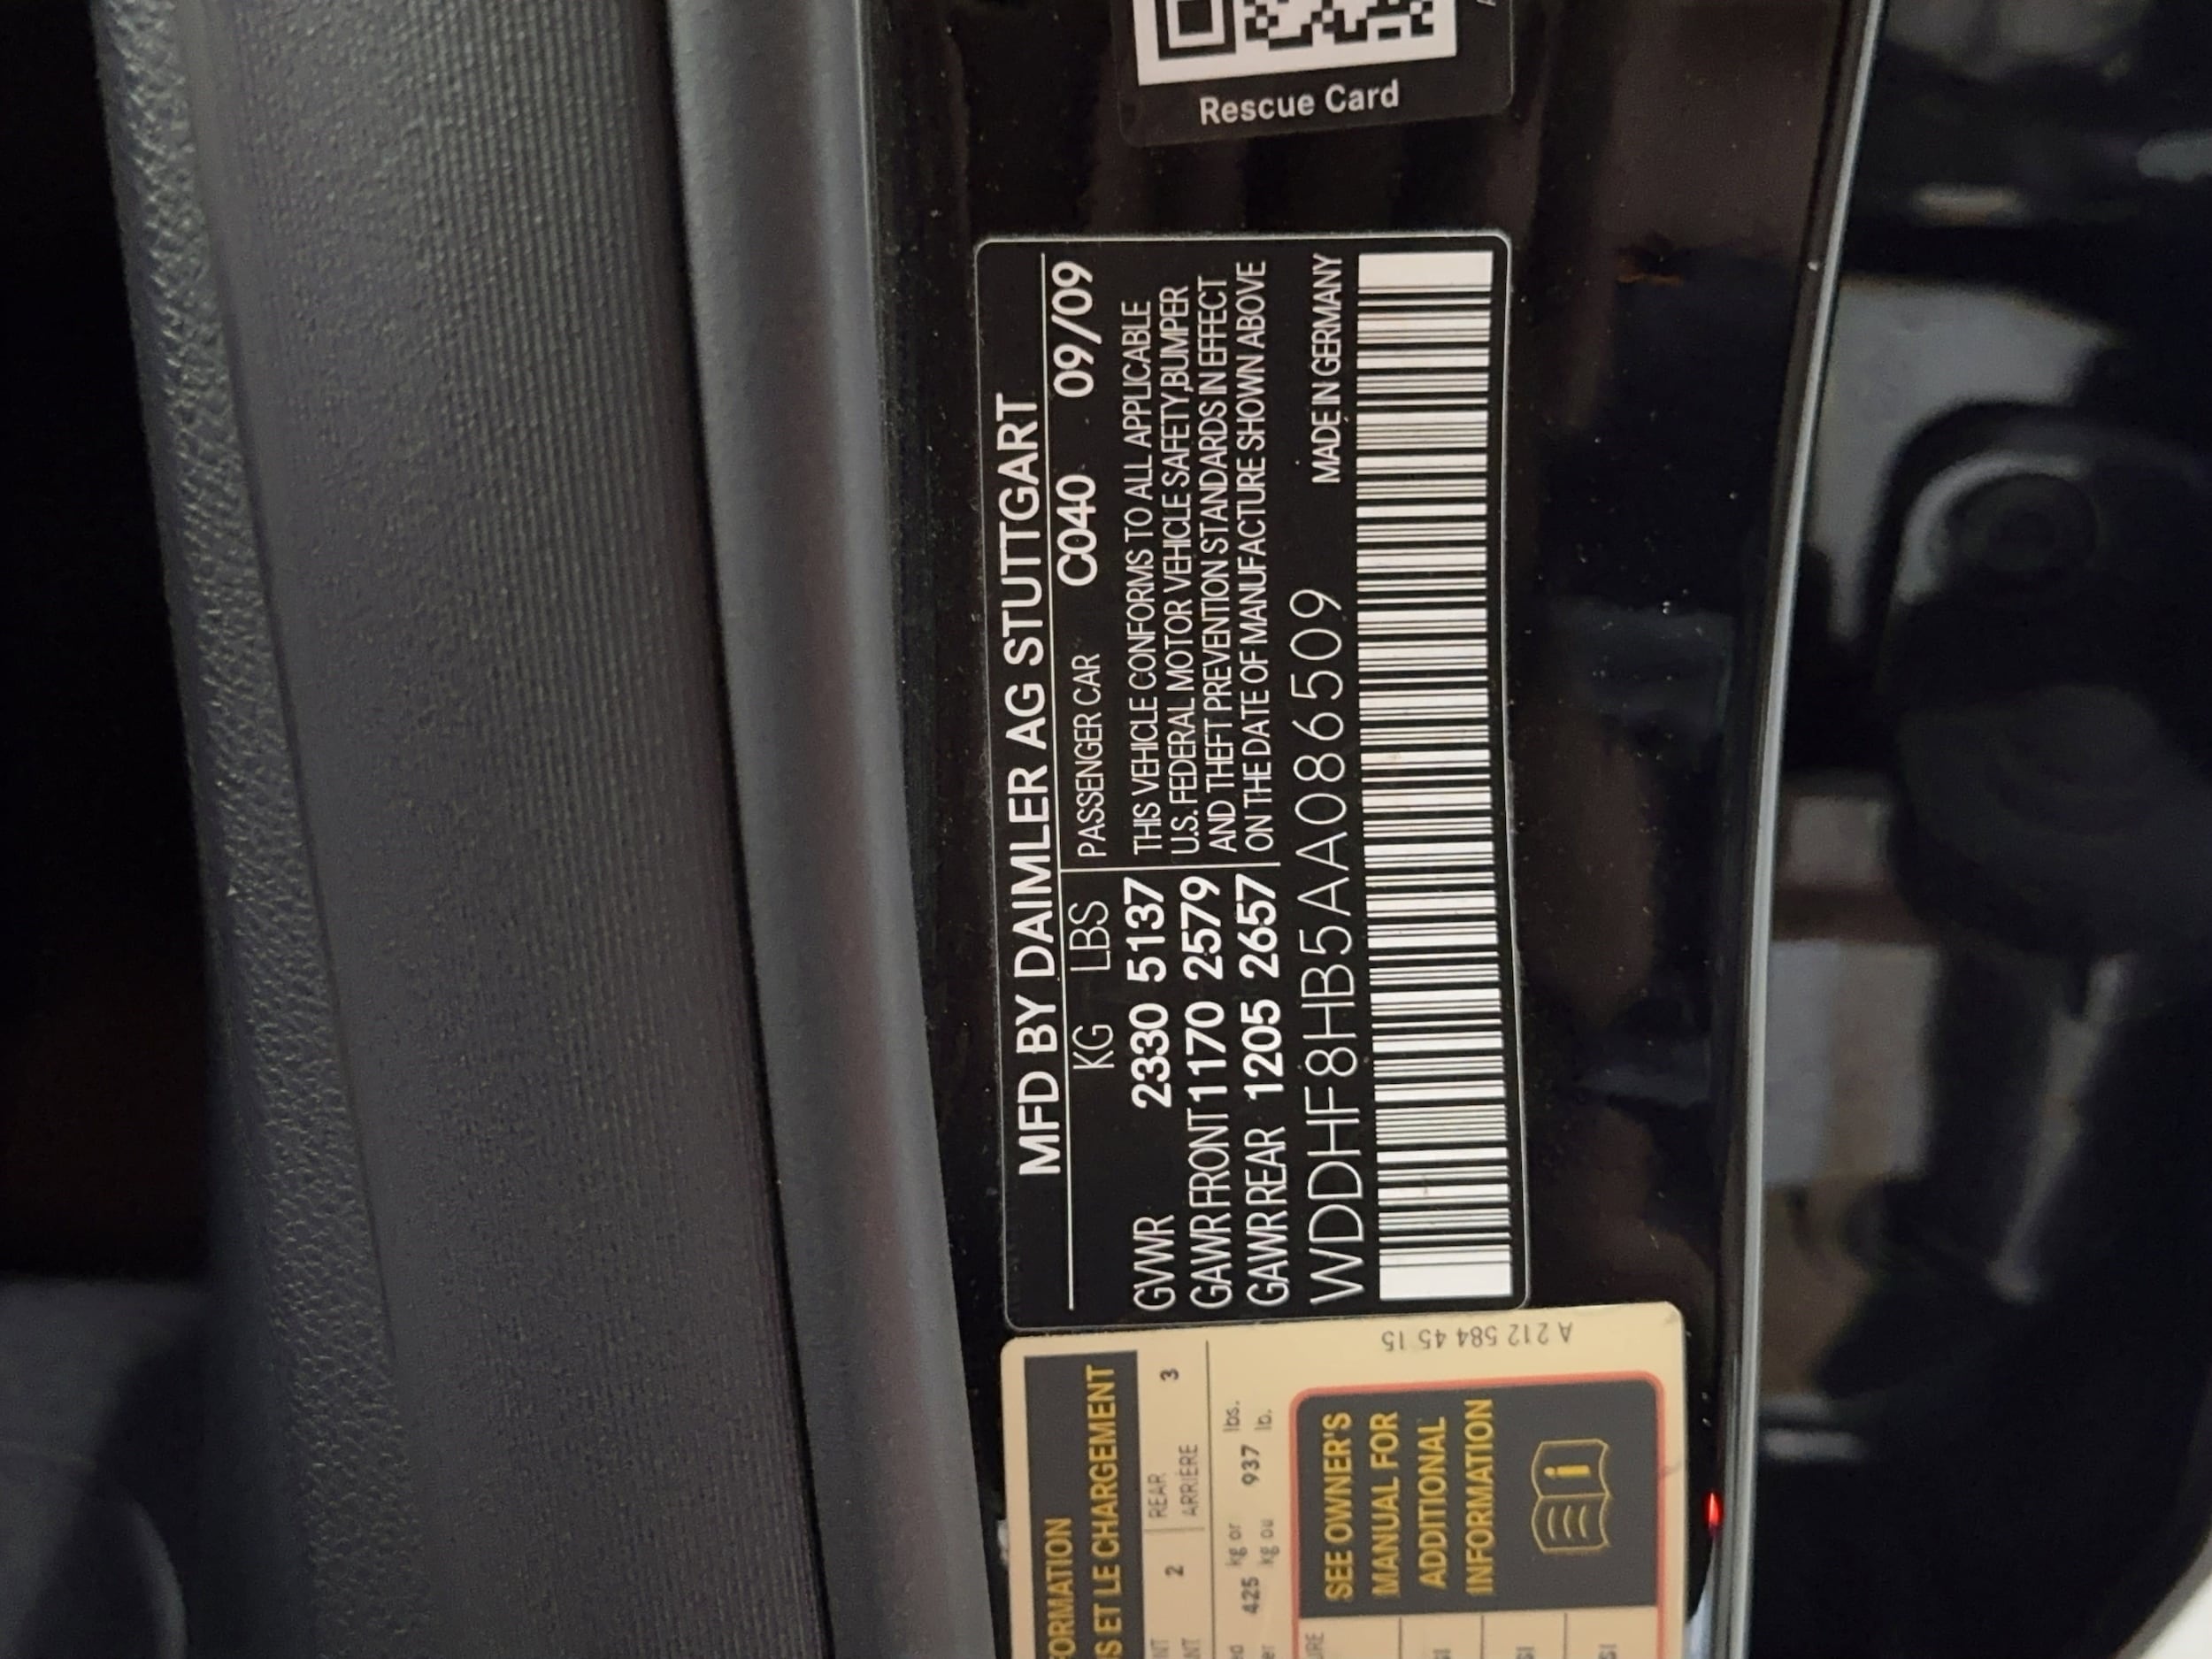 Rescue Card
MFD BY DAIMLER AG STUTTGART
KG LBS PASSENGER CAR C040 09/09
GVWR 2330 5137 THIS VEHICLE CONFORMS TO ALL APPLICABLE
GAWR FRONT 1170 2579 U.S. FEDERAL MOTOR VEHICLE SAFETY,BUMPER
AND THEFT PREVENTION STANDARDS IN EFFECT
GAWR REAR 1205 2657 ON THE DATE OF MANUFACTURE SHOWN ABOVE
WDDHF8HB5AA086509 MADE IN GERMANY
ORMATION
ET LE CHARGEMENT
2 REAR 3
ARRIÈRE
425 kg or 937 lbs.
kg ou lb.
SEE OWNER'S
MANUAL FOR
ADDITIONAL
INFORMATION
A 212 584 45 15